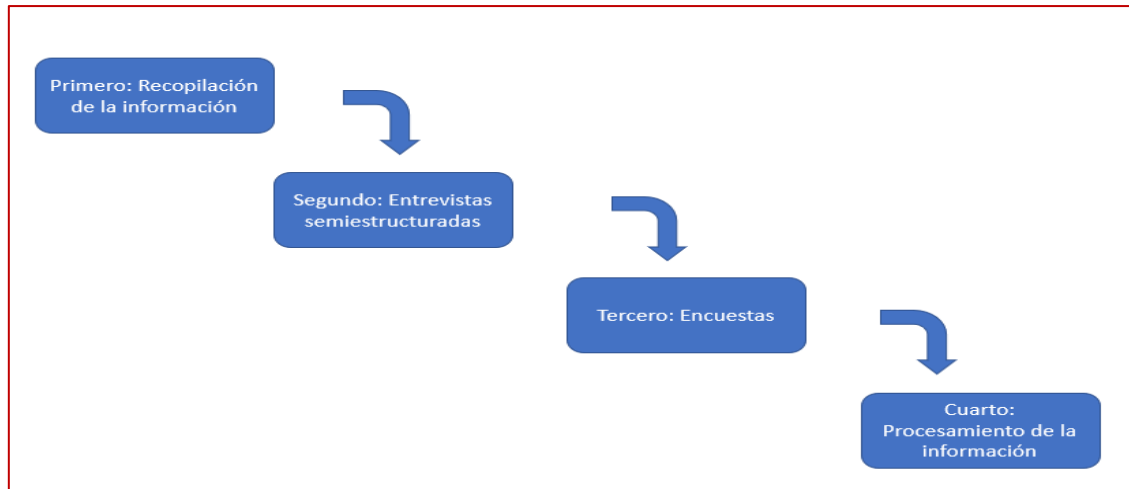 Primero: Recopilación
de la información
Segundo: Entrevistas
semiestructuradas
Tercero: Encuestas
Cuarto:
Procesamiento de la
información